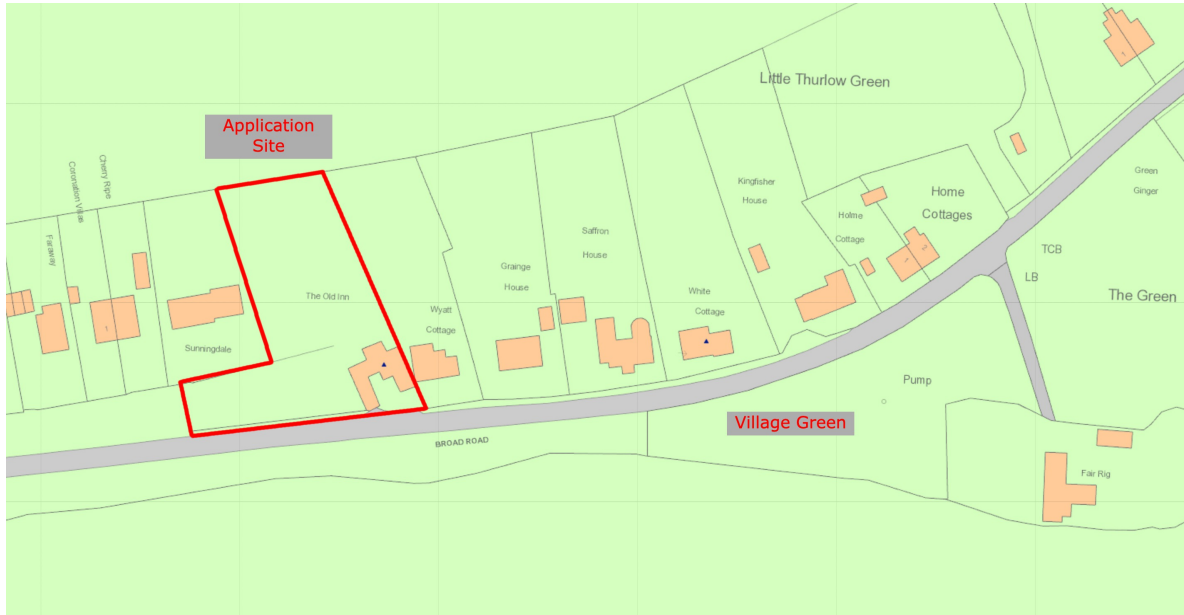 Little Thurlow Green
Application
Site
Cherry Ripe
Coronation Villas
Faraway
Kingfisher
House
Green
Ginger
Home
Cottages
Holme
Cottage
Saffron
House
Grainge
House
TCB
LB
The Green
The Old Inn
Wyatt
Cottage
White
Cottage
Sunningdale
Pump
Village Green
BROAD ROAD
Fair Rig